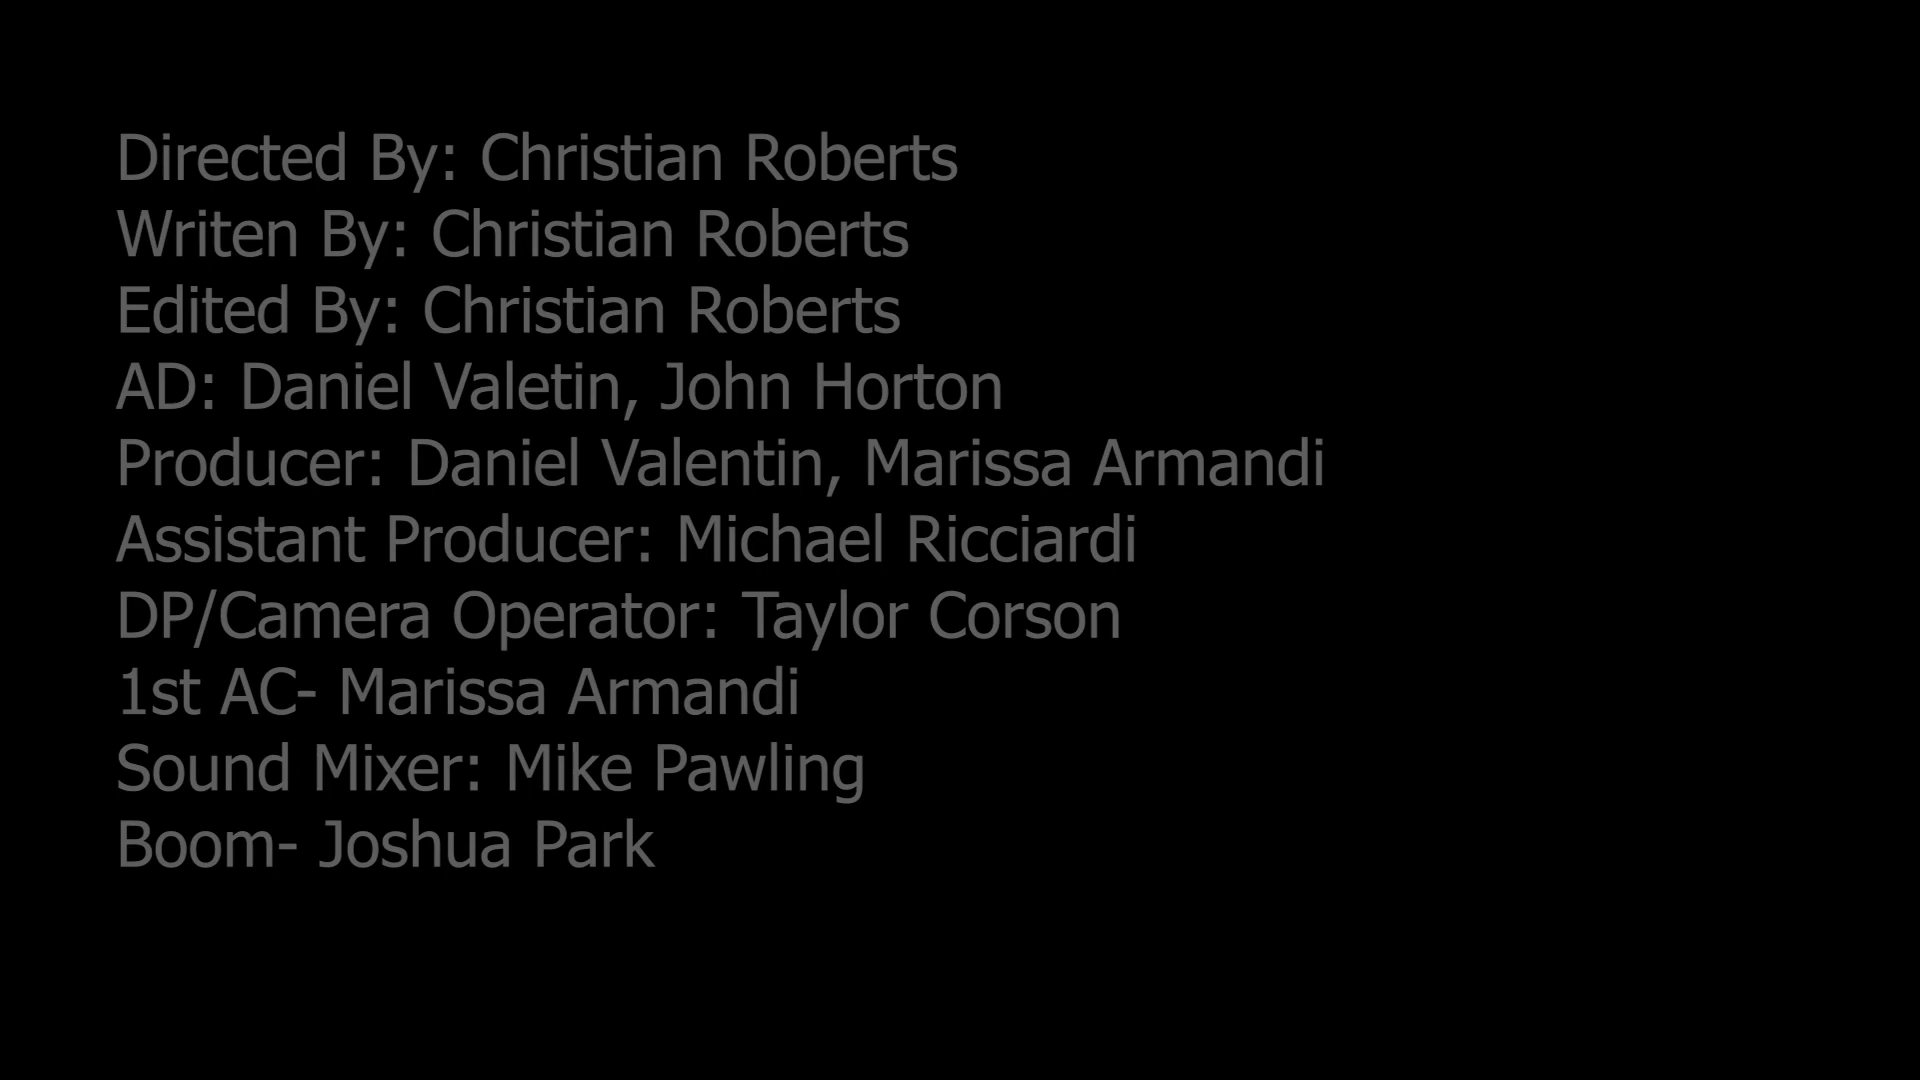 Directed By: Christian Roberts
Writen By: Christian Roberts
Edited By: Christian Roberts
AD: Daniel Valetin, John Horton
Producer: Daniel Valentin, Marissa Armandi
Assistant Producer: Michael Ricciardi
DP/Camera Operator: Taylor Corson
1st AC- Marissa Armandi
Sound Mixer: Mike Pawling
Boom- Joshua Park